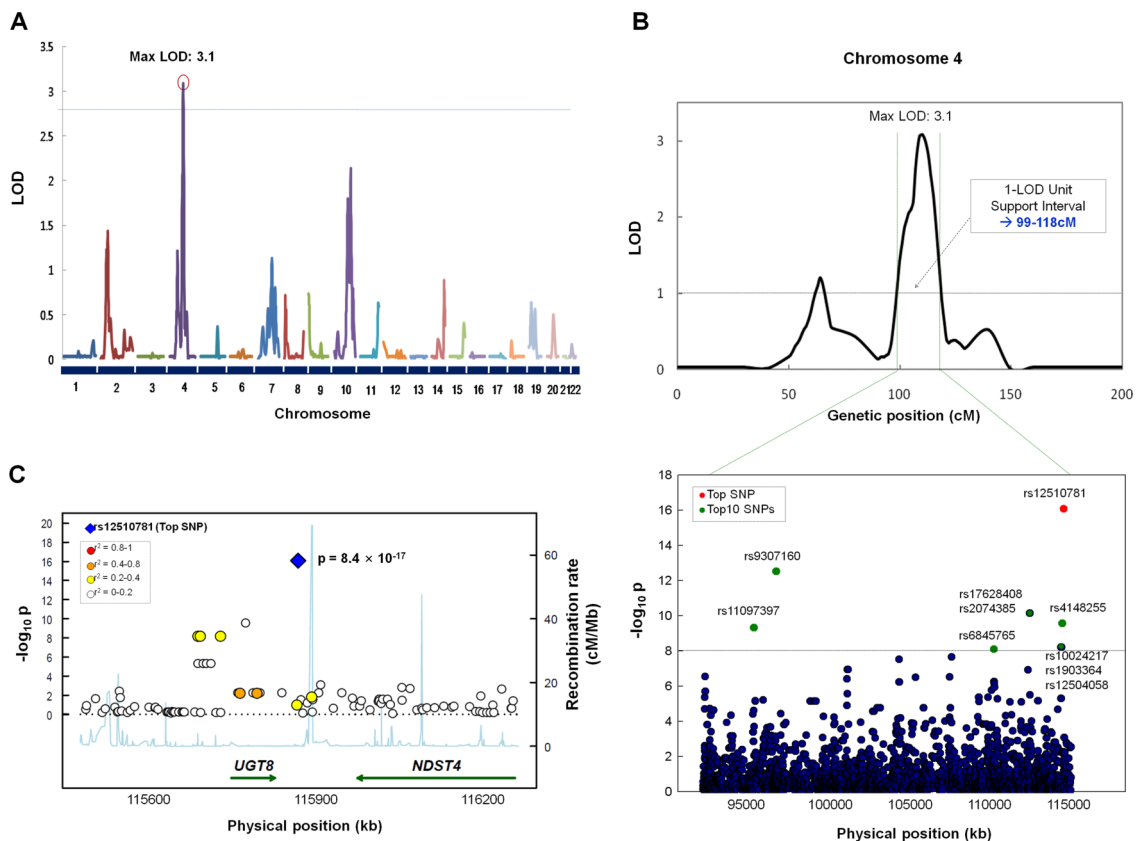 A
Max LOD: 3.1
3.5
3
2.5
2
1.5
1
0.5
0
LOD
1 2 3 4 5 6 7 8 9 10 11 12 13 14 15 16 17 18 19 20 2122
Chromosome
B
Chromosome 4
Max LOD: 3.1
3
2
1
0
LOD
1-LOD Unit
Support Interval
→ 99-118cM
0 50 100 150 200
Genetic position (cM)
18
16
14
12
10
8
6
4
2
0
-log10 p
Top SNP
Top10 SNPs
rs12510781
rs9307160
rs11097397
rs17628408
rs2074385
rs4148255
rs6845765
rs10024217
rs1903364
rs12504058
95000 100000 105000 110000 115000
Physical position (kb)
C
20
18
16
14
12
10
8
6
4
2
0
-log10 p
rs12510781 (Top SNP)
r² = 0.8-1
r² = 0.4-0.8
r² = 0.2-0.4
r² = 0-0.2
p = 8.4 × 10-17
60
40
20
0
Recombination rate
(cM/Mb)
UGT8 NDST4
115600 115900 116200
Physical position (kb)